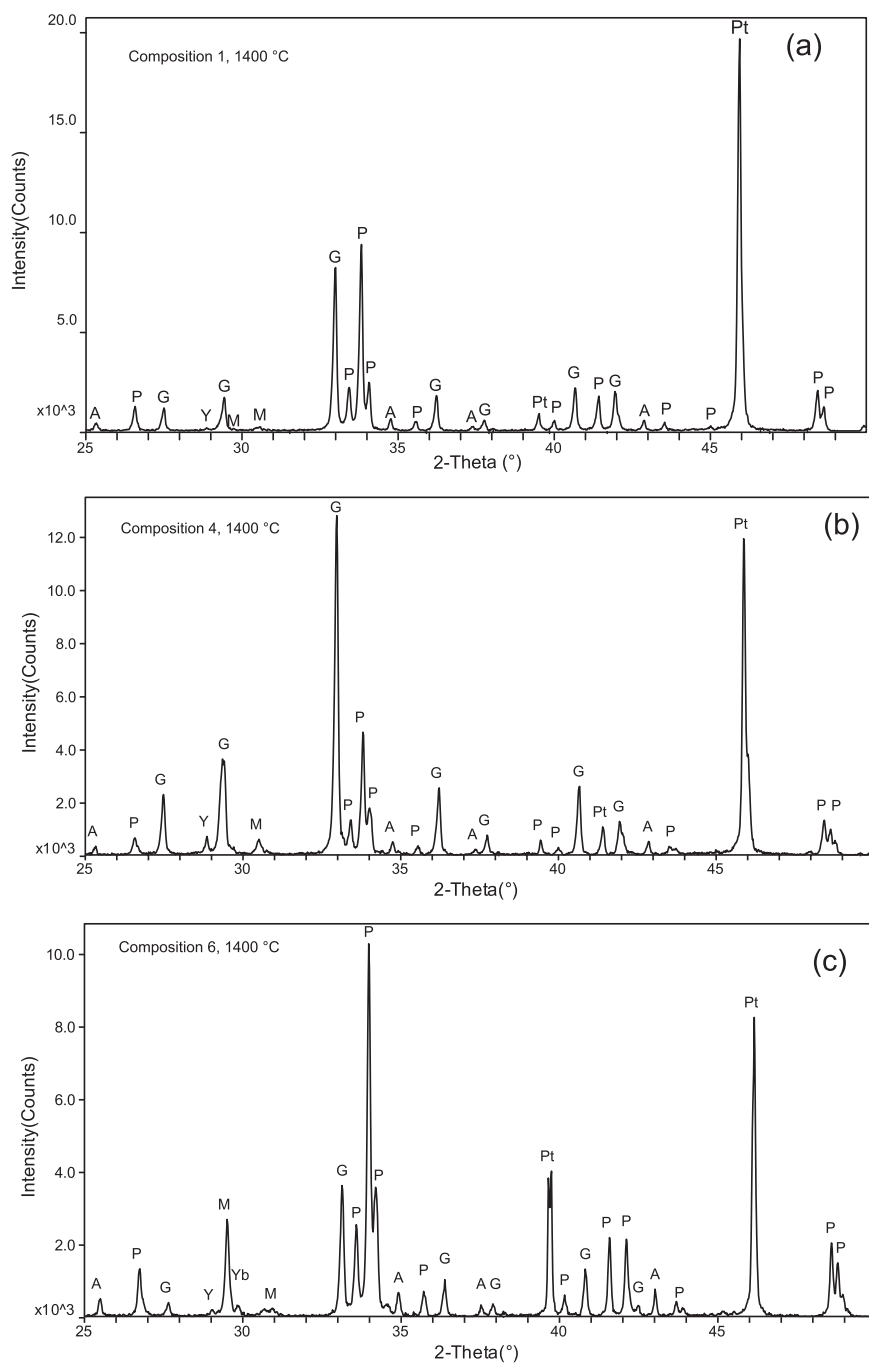 20.0
Pt
(a)
Composition 1, 1400 °C
15.0
Intensity(Counts)
10.0
P
G
5.0
P
P
G
G
P
G
P
G
P
P
x10^3
A
P
G
Y
M
M
A
P
A
G
Pt
P
A
P
P
25
30
35
40
45
2-Theta (°)
G
Composition 4, 1400 °C
Pt
(b)
12.0
10.0
8.0
Intensity(Counts)
6.0
P
4.0
G
G
G
G
P
P
2.0
P
P
Pt
G
A
P
Y
M
A
P
A
G
P
P
A
P
x10^3
25
30
35
40
45
2-Theta(°)
P
Composition 6, 1400 °C
(c)
10.0
Pt
8.0
Intensity(Counts)
6.0
Pt
4.0
G
P
M
P
P
P
P
P
P
2.0
G
G
A
G
Y
Yb
M
A
P
A
G
P
G
A
P
x10^3
25
30
35
40
45
2-Theta(°)